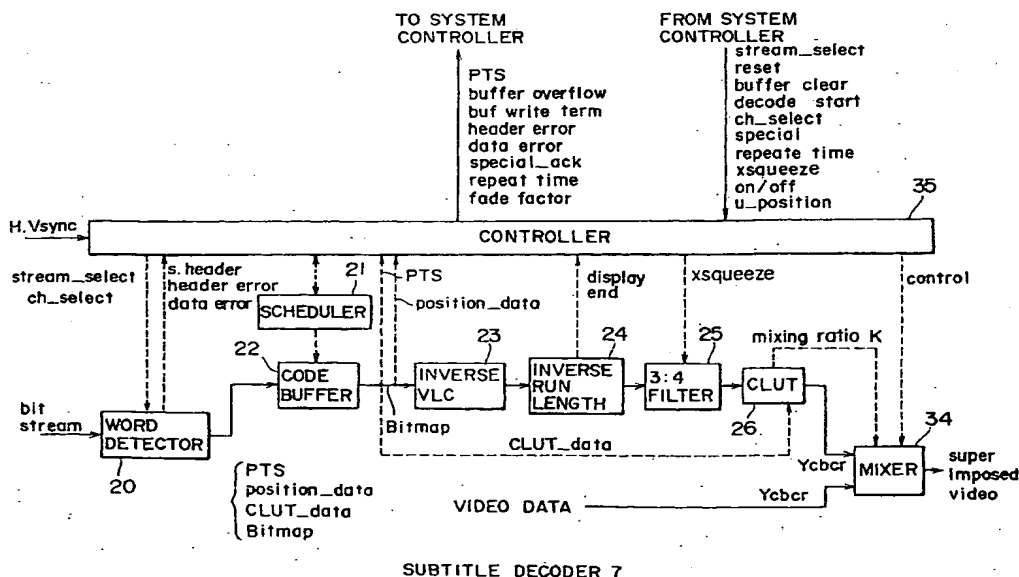 TO SYSTEM
CONTROLLER
PTS
buffer overflow
buf write term
header error
data error
special_ack
repeat time
fade factor
FROM SYSTEM
CONTROLLER
stream_select
reset
buffer clear
decode start
ch_select
special
repeate time
xsqueeze
on/off
u_position
35
H.Vsync
CONTROLLER
stream_select
ch_select
s. header
header error
data error
21
SCHEDULER
PTS
position_data
display
end
xsqueeze
control
mixing ratio K
22
CODE
BUFFER
23
INVERSE
VLC
24
INVERSE
RUN
LENGTH
25
3:4
FILTER
CLUT
26
34
bit
stream
WORD
DETECTOR
20
Bitmap
CLUT_data
Ycbcr
MIXER
super
imposed
video
PTS
position_data
CLUT_data
Bitmap
VIDEO DATA
Ycbcr
SUBTITLE DECODER 7